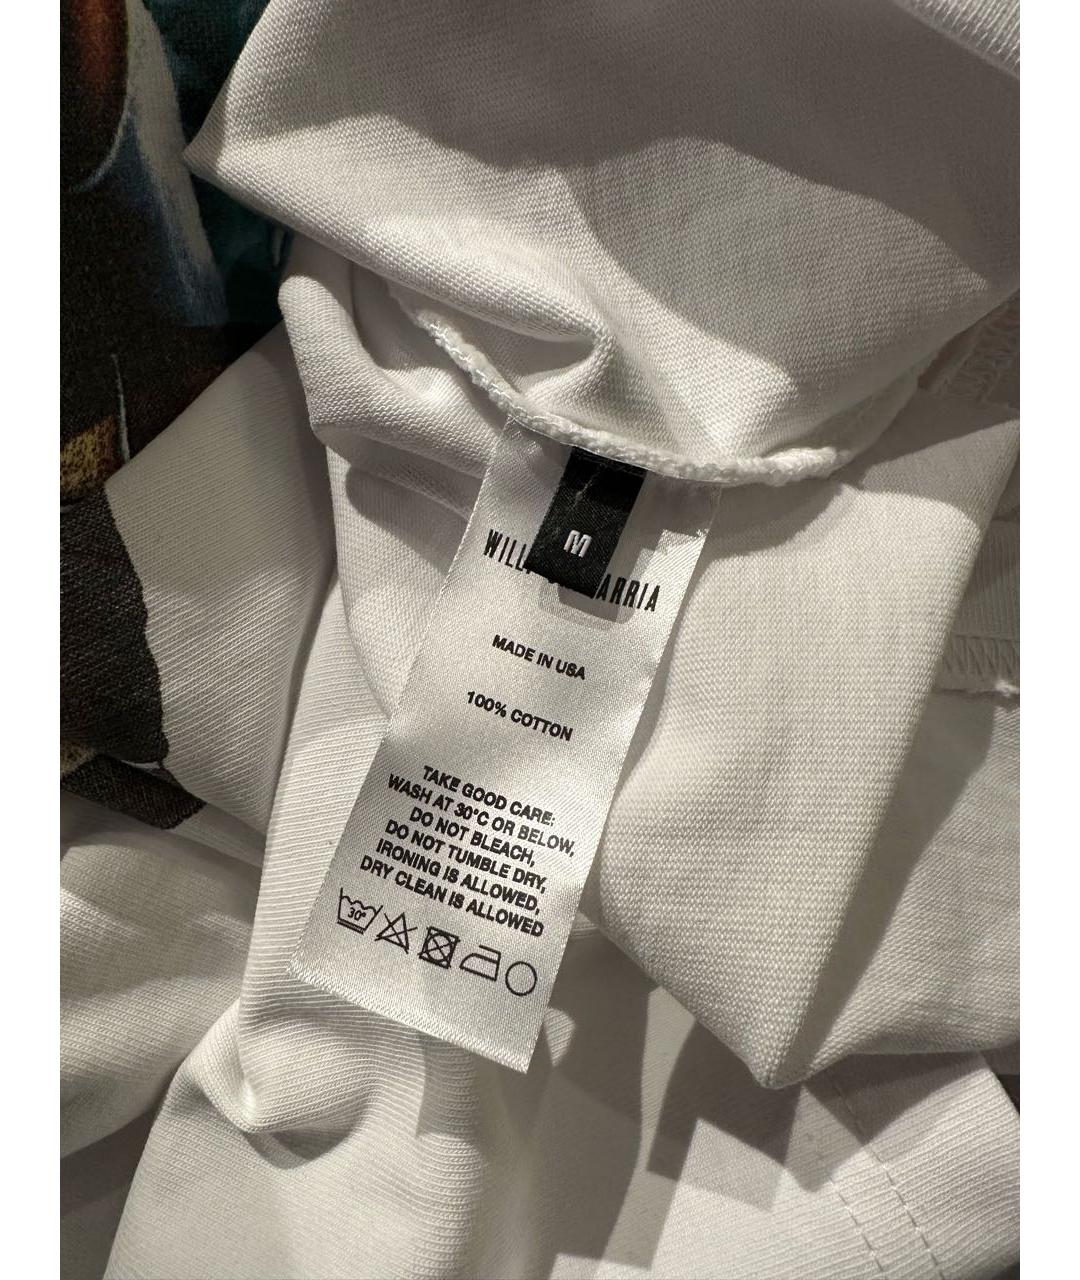 M
WILL ARRIA
MADE IN USA
100% COTTON
TAKE GOOD CARE:
WASH AT 30°C OR BELOW,
DO NOT BLEACH,
DO NOT TUMBLE DRY,
IRONING IS ALLOWED,
DRY CLEAN IS ALLOWED
30°